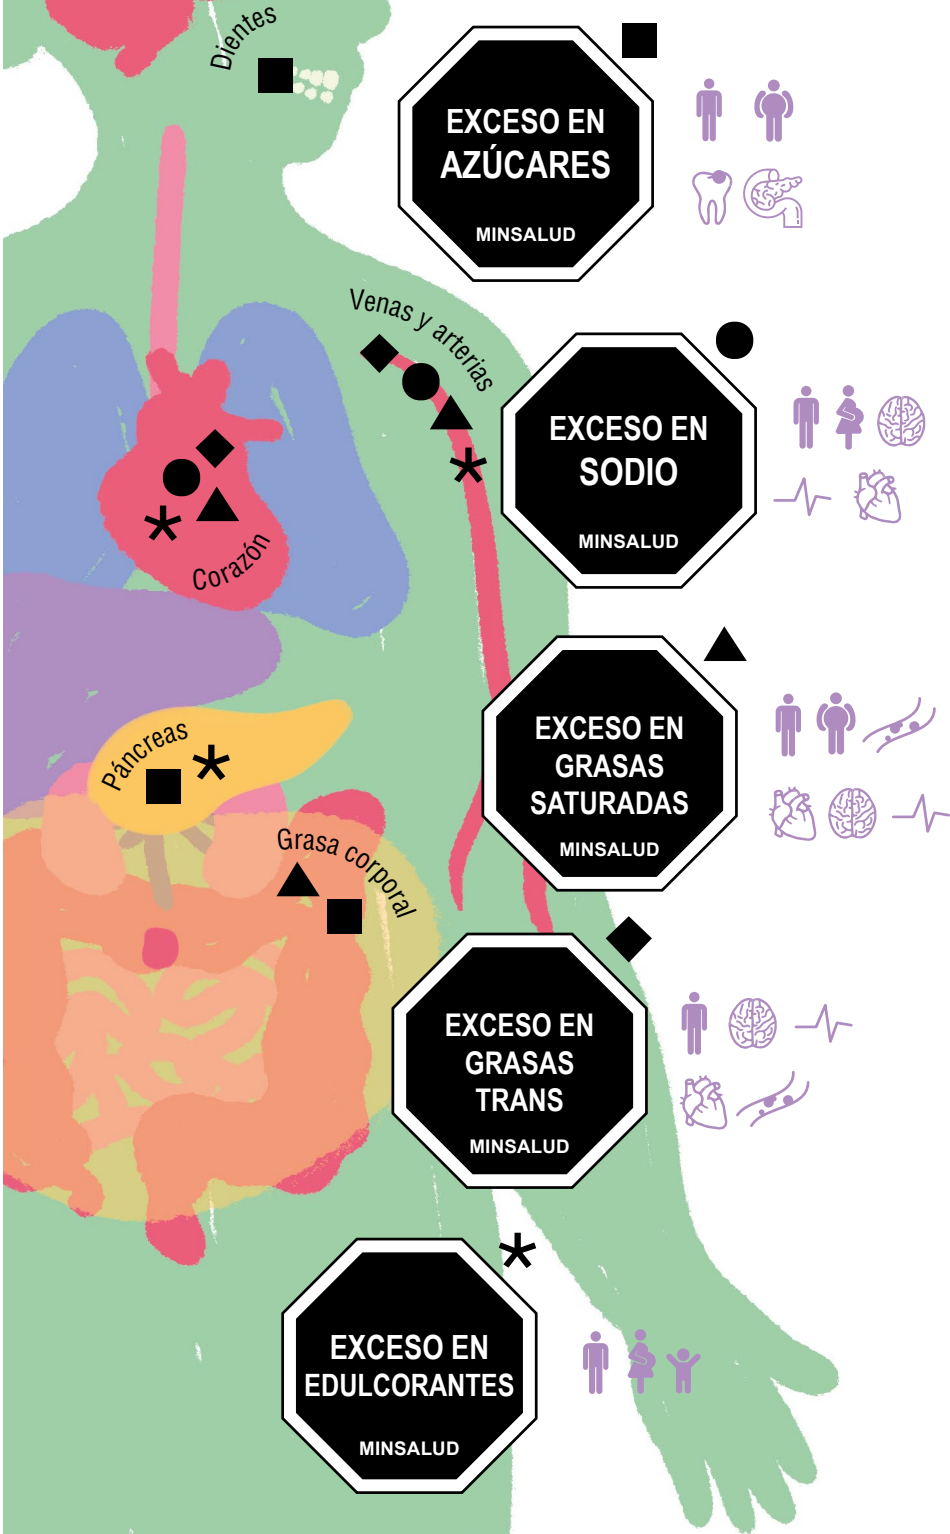 Dientes
EXCESO EN
AZÚCARES
MINSALUD
Venas y arterias
EXCESO EN
SODIO
MINSALUD
Corazón
EXCESO EN
GRASAS
SATURADAS
MINSALUD
Páncreas
Grasa corporal
EXCESO EN
GRASAS
TRANS
MINSALUD
EXCESO EN
EDULCORANTES
MINSALUD